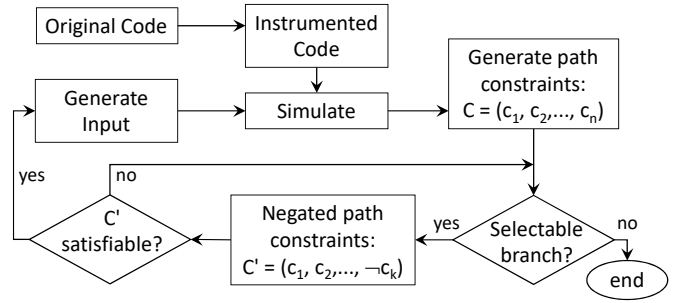 Original Code
Instrumented
Code
Generate path
constraints:
C = (c₁, c₂,..., cₙ)
Generate
Input
Simulate
yes
no
C'
satisfiable?
Negated path
constraints:
C' = (c₁, c₂,..., ¬cₖ)
yes
Selectable
branch?
no
end